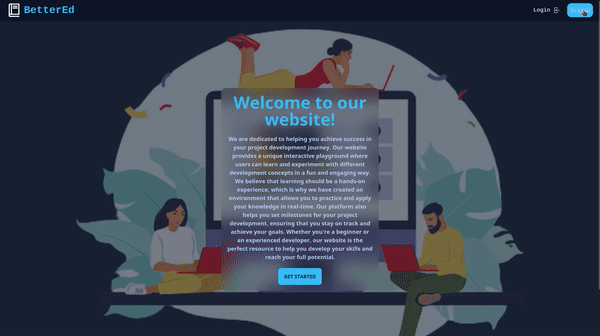 BetterEd
Login
Welcome to our
website!
We are dedicated to helping you achieve success in
your project development journey. Our website
provides a unique interactive playground where
users can learn and experiment with different
development concepts in a fun and engaging way.
We believe that learning should be a hands-on
experience, which is why we have created an
environment that allows you to practice and apply
your knowledge in real-time. Our platform also
helps you set milestones for your project
development, ensuring that you stay on track and
achieve your goals. Whether you're a beginner or
an experienced developer, our website is the
perfect resource to help you develop your skills and
reach your full potential.
GET STARTED